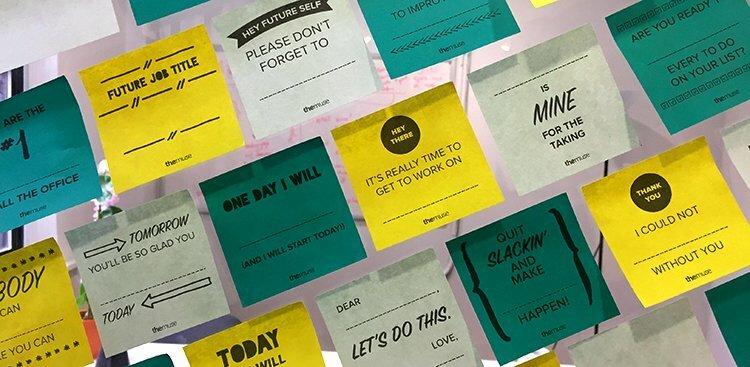 HEY FUTURE SELF
PLEASE DON'T
FORGET TO
themuse
TO IMPROV
ARE YOU READY T
EVERY TO DO
ON YOUR LIST?
FUTURE JOB TITLE
themuse
IS
MINE
FOR THE
TAKING
themuse
ARE THE
#1
ALL THE OFFICE
HEY
THERE
IT'S REALLY TIME TO
GET TO WORK ON
themuse
ONE DAY I WILL
(AND I WILL START TODAY!)
themuse
THANK
YOU
I COULD NOT
WITHOUT YOU
themuse
TOMORROW
YOU'LL BE SO GLAD YOU
TODAY
themuse
QUIT
SLACKIN'
AND
MAKE
HAPPEN!
themuse
BODY
CAN
E YOU CAN
DEAR
LET'S DO THIS.
LOVE,
TODAY
WILL